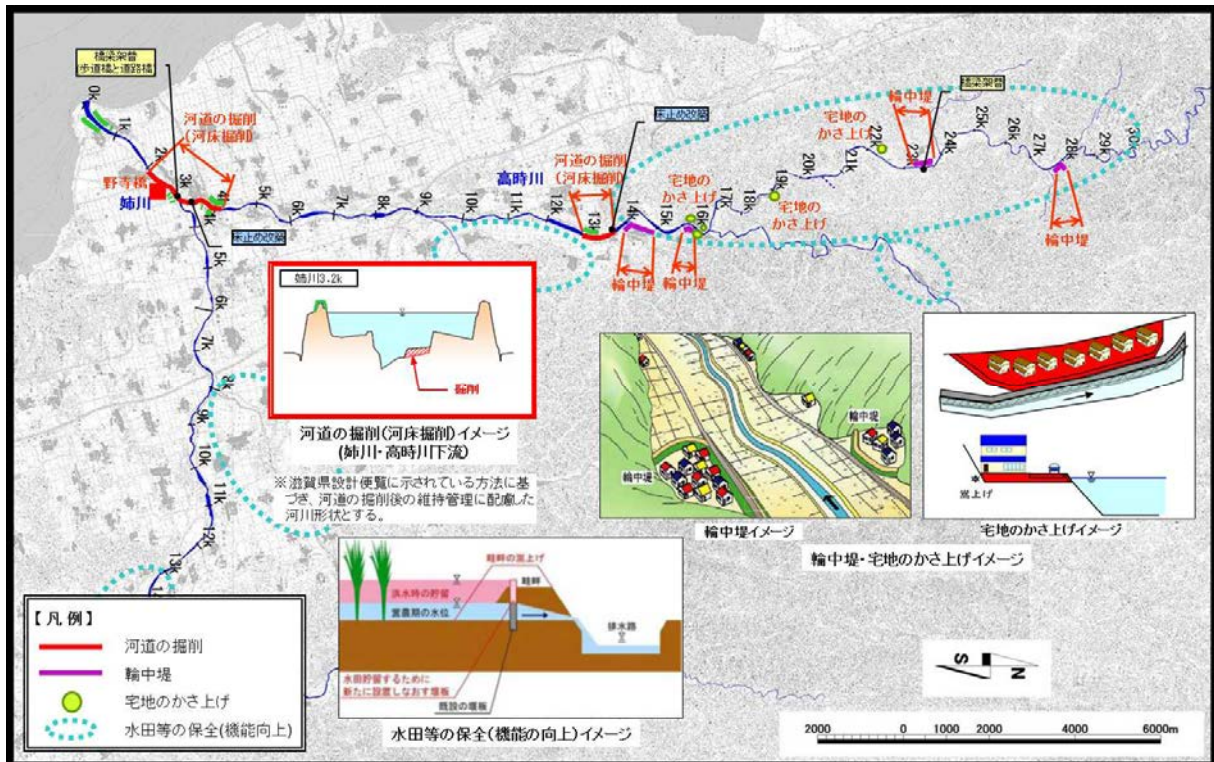 橋梁架替
(歩道橋と道路橋)
0k
1k
2k
3k
4k
4k
河道の掘削
(河床掘削)
野寺橋
姉川
床止め改築
5k
6k
7k
8k
9k
10k
11k
12k
13k
14k
15k
16k
17k
18k
19k
20k
21k
22k
23k
24k
25k
26k
27k
28k
29k
30k
高時川
河道の掘削
(河床掘削)
床止め改築
輪中堤
輪中堤
宅地の
かさ上げ
宅地の
かさ上げ
宅地の
かさ上げ
輪中堤
橋梁架替
輪中堤
5k
6k
7k
8k
9k
10k
11k
12k
13k
姉川3.2k
掘削
河道の掘削(河床掘削)イメージ
(姉川・高時川下流)
※滋賀県設計便覧に示されている方法に基
づき、河道の掘削後の維持管理に配慮した
河川形状とする。
輪中堤
輪中堤
輪中堤イメージ
嵩上げ
宅地のかさ上げイメージ
輪中堤・宅地のかさ上げイメージ
畦畔の嵩上げ
畦畔
洪水時の貯留
営農期の水位
排水路
水田貯留するために
新たに設置しなおす堰板
既設の堰板
水田等の保全(機能の向上)イメージ
【凡例】
河道の掘削
輪中堤
宅地のかさ上げ
水田等の保全(機能向上)
S
N
2000
0
2000
4000
6000m